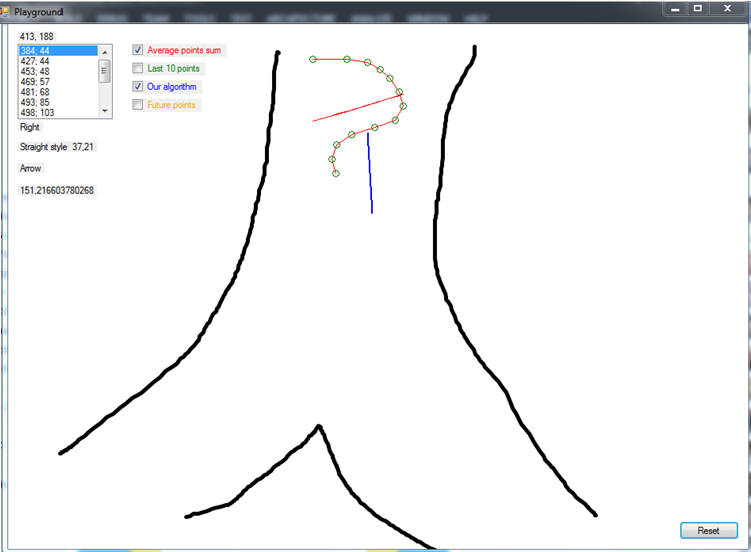 Playground
413, 188
384; 44
427; 44
453; 48
469; 57
481; 68
493; 85
498; 103
Average points sum
Last 10 points
Our algorithm
Future points
Right
Straight style 37,21
Arrow
151,216603780268
Reset